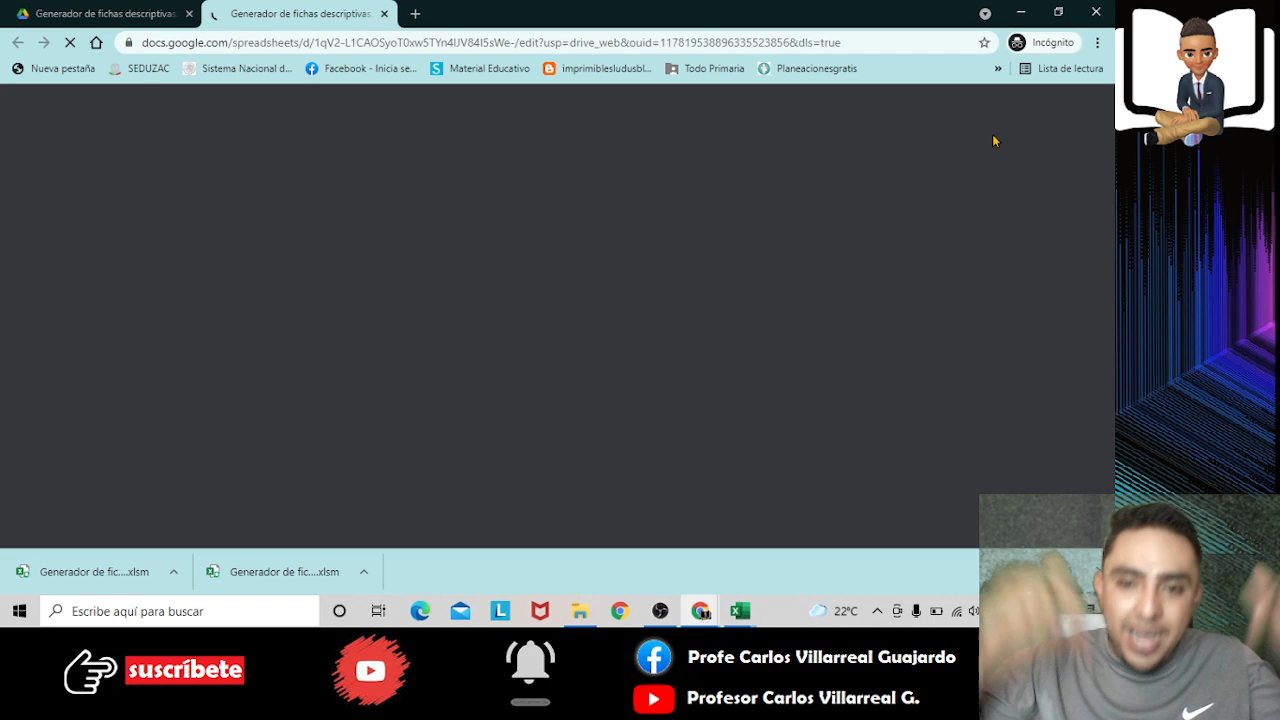 Generador de fichas descriptivas.
Generador de fichas descriptivas.
docs.google.com/spreadsheets/d/1qV2-L1CAOSyoT0xw5TYn4lJV84I5sWe-/edit?usp=drive_web&ouid=117819538896335523856&dls=true
Incógnito
Nueva pestaña
SEDUZAC
Sistema Nacional d...
Facebook - Inicia se...
Material Educativo
imprimiblesludusbl...
Todo Primaria
Planeacionesgratis
»
Lista de lectura
Generador de fic....xlsm
Generador de fic....xlsm
Escribe aquí para buscar
22°C
suscríbete
Profe Carlos Villarreal Guajardo
Profesor Carlos Villarreal G.